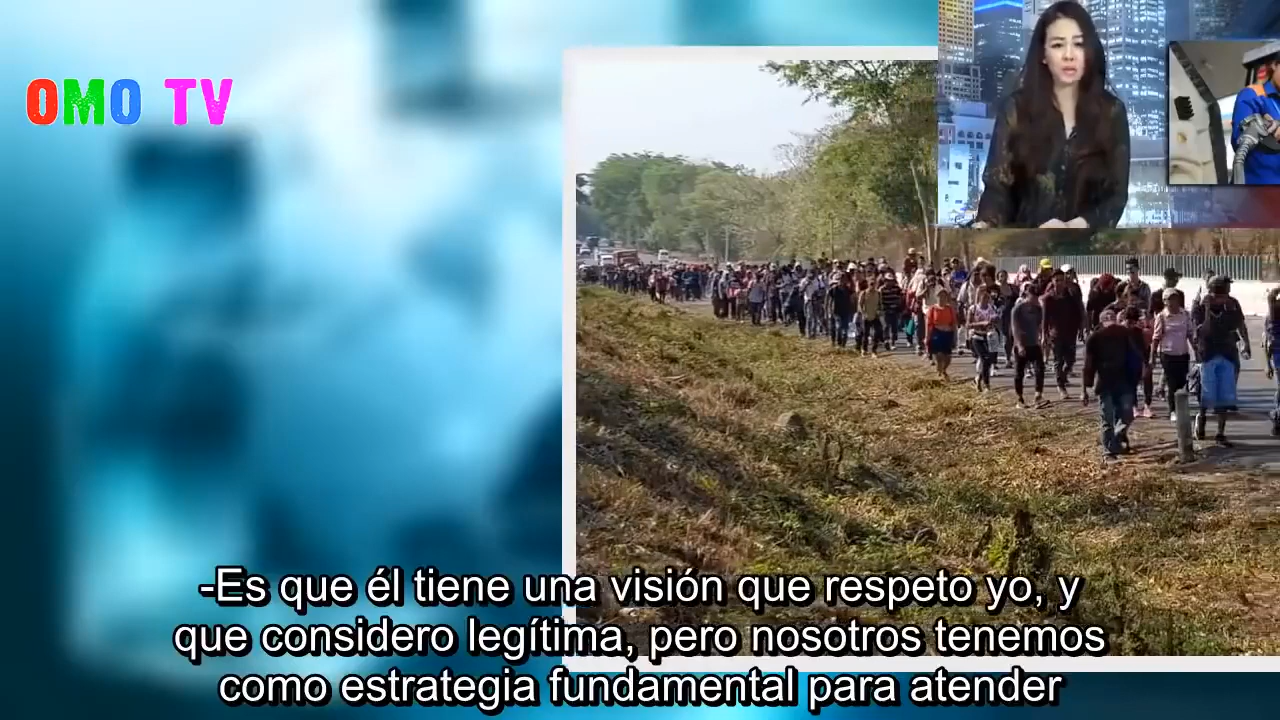 OMO TV
-Es que él tiene una visión que respeto yo, y
que considero legítima, pero nosotros tenemos
como estrategia fundamental para atender